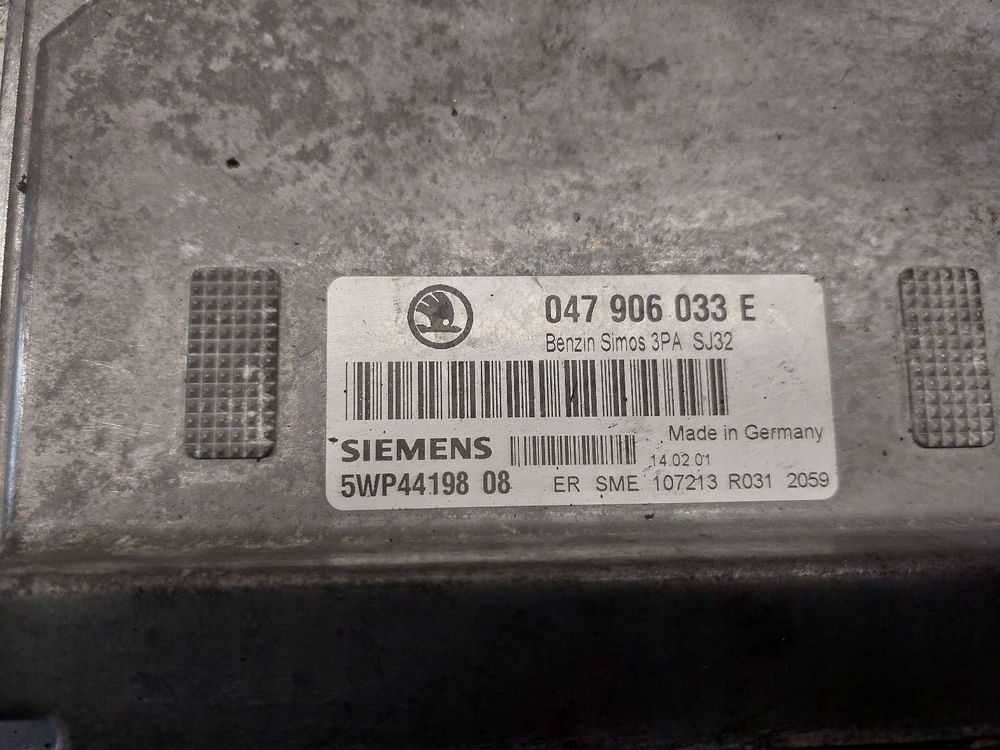 047 906 033 E
Benzin Simos 3PA SJ32
SIEMENS
Made in Germany
14.02.01
5WP44198 08
ER SME 107213 R031 2059